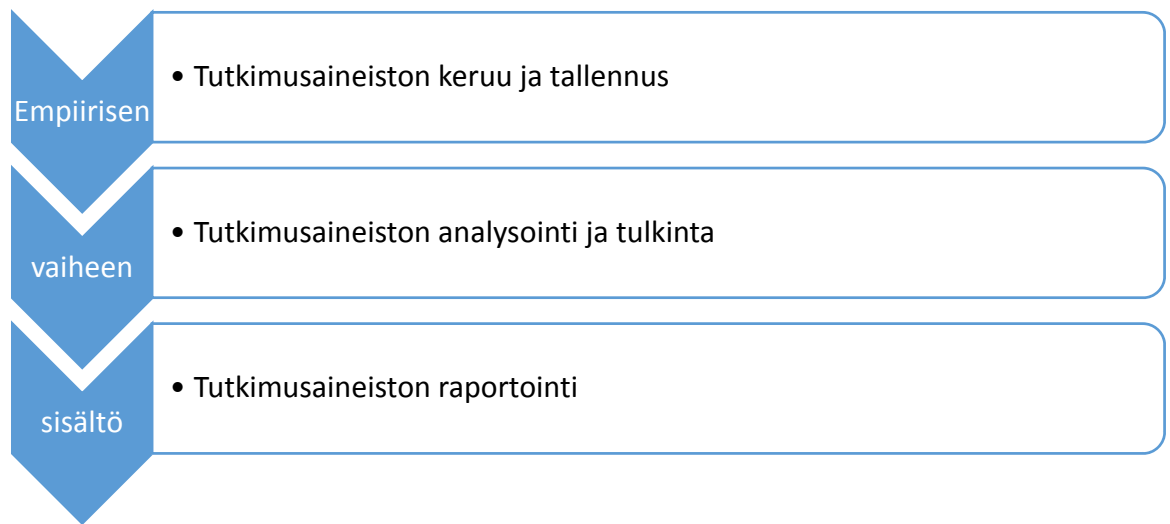 Empiirisen
• Tutkimusaineiston keruu ja tallennus
vaiheen
• Tutkimusaineiston analysointi ja tulkinta
sisältö
• Tutkimusaineiston raportointi